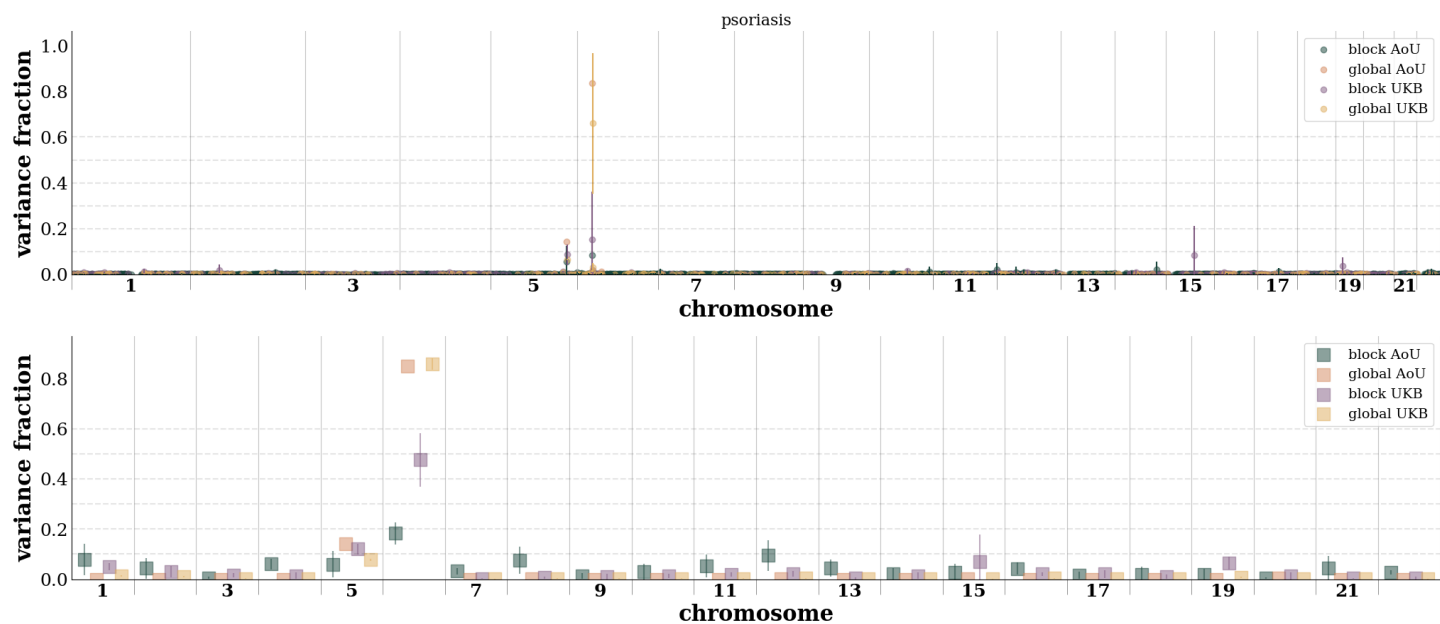 psoriasis
variance fraction
1.0
0.8
0.6
0.4
0.2
0.0
block AoU
global AoU
block UKB
global UKB
1 3 5 7 9 11 13 15 17 19 21
chromosome
variance fraction
0.8
0.6
0.4
0.2
0.0
block AoU
global AoU
block UKB
global UKB
1 3 5 7 9 11 13 15 17 19 21
chromosome